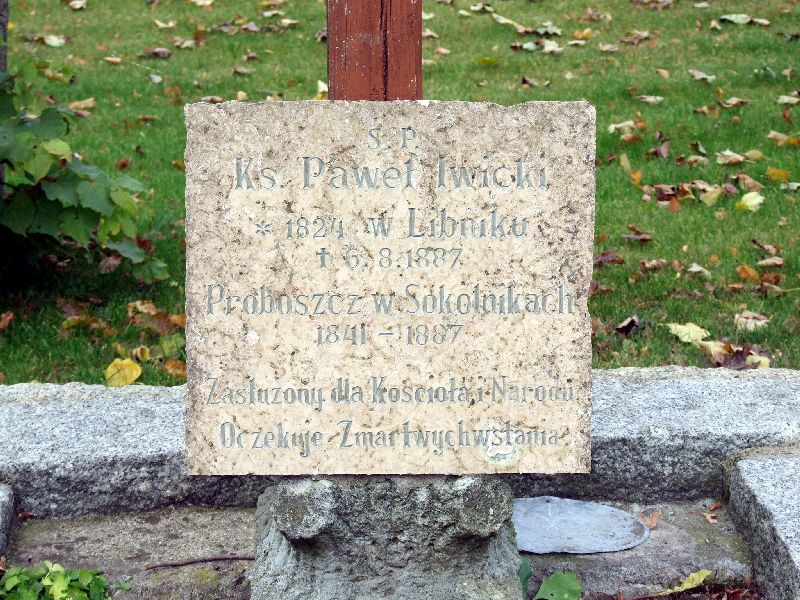 ś. p.
Ks. Paweł Iwicki
* 1824 w Libniku
† 6. 8. 1887
Proboszcz w Sokolnikach
1841 - 1887
Zasłużony dla Kościoła i Narodu
Oczekuje Zmartwychwstania